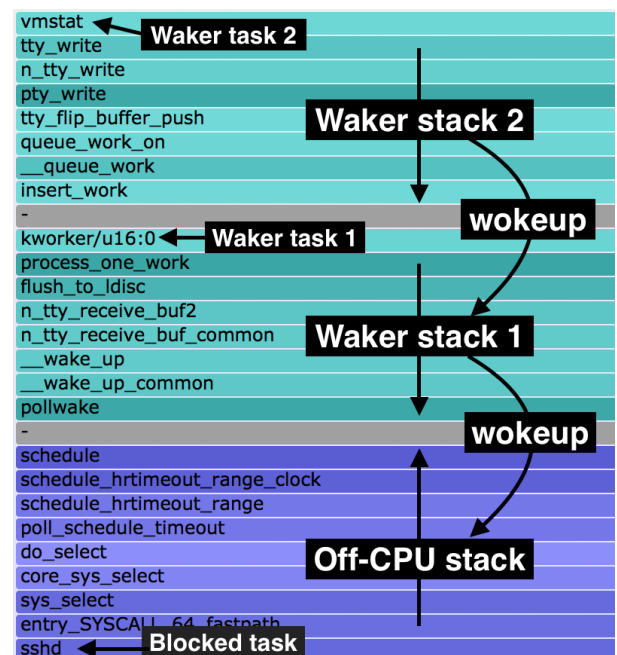 vmstat
Waker task 2
tty_write
n_tty_write
pty_write
tty_flip_buffer_push
Waker stack 2
queue_work_on
__queue_work
insert_work
-
wokeup
kworker/u16:0
Waker task 1
process_one_work
flush_to_ldisc
n_tty_receive_buf2
n_tty_receive_buf_common
Waker stack 1
__wake_up
__wake_up_common
pollwake
-
wokeup
schedule
schedule_hrtimeout_range_clock
schedule_hrtimeout_range
poll_schedule_timeout
do_select
Off-CPU stack
core_sys_select
sys_select
entry_SYSCALL_64_fastpath
sshd
Blocked task